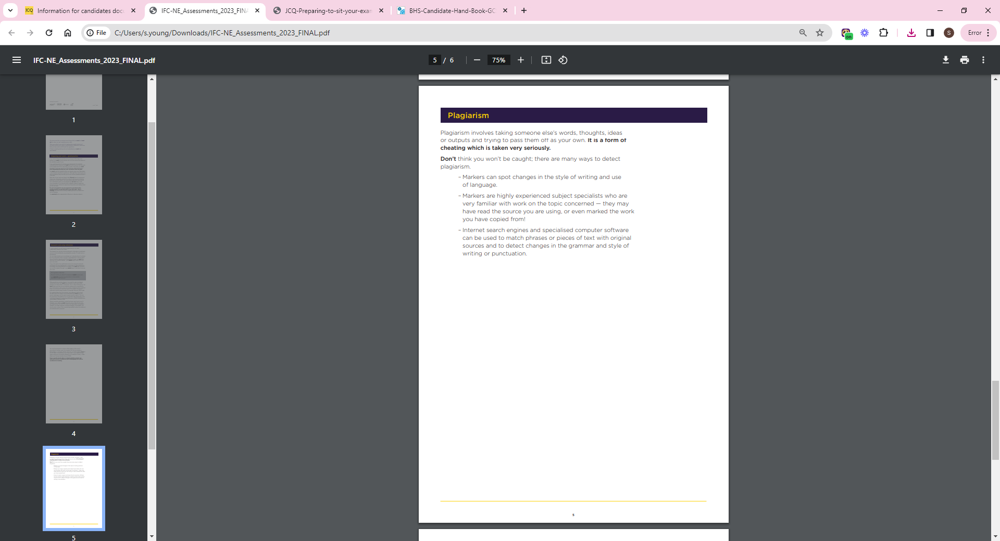 Information for candidates docu
IFC-NE_Assessments_2023_FINA
JCQ-Preparing-to-sit-your-exan
BHS-Candidate-Hand-Book-GC
File
C:/Users/s.young/Downloads/IFC-NE_Assessments_2023_FINAL.pdf
on
S
Error
IFC-NE_Assessments_2023_FINAL.pdf
5 / 6
75%
1
2
3
4
5
Plagiarism
Plagiarism involves taking someone else's words, thoughts, ideas
or outputs and trying to pass them off as your own. It is a form of
cheating which is taken very seriously.
Don't think you won't be caught; there are many ways to detect
plagiarism.
– Markers can spot changes in the style of writing and use
of language.
– Markers are highly experienced subject specialists who are
very familiar with work on the topic concerned — they may
have read the source you are using, or even marked the work
you have copied from!
– Internet search engines and specialised computer software
can be used to match phrases or pieces of text with original
sources and to detect changes in the grammar and style of
writing or punctuation.
5